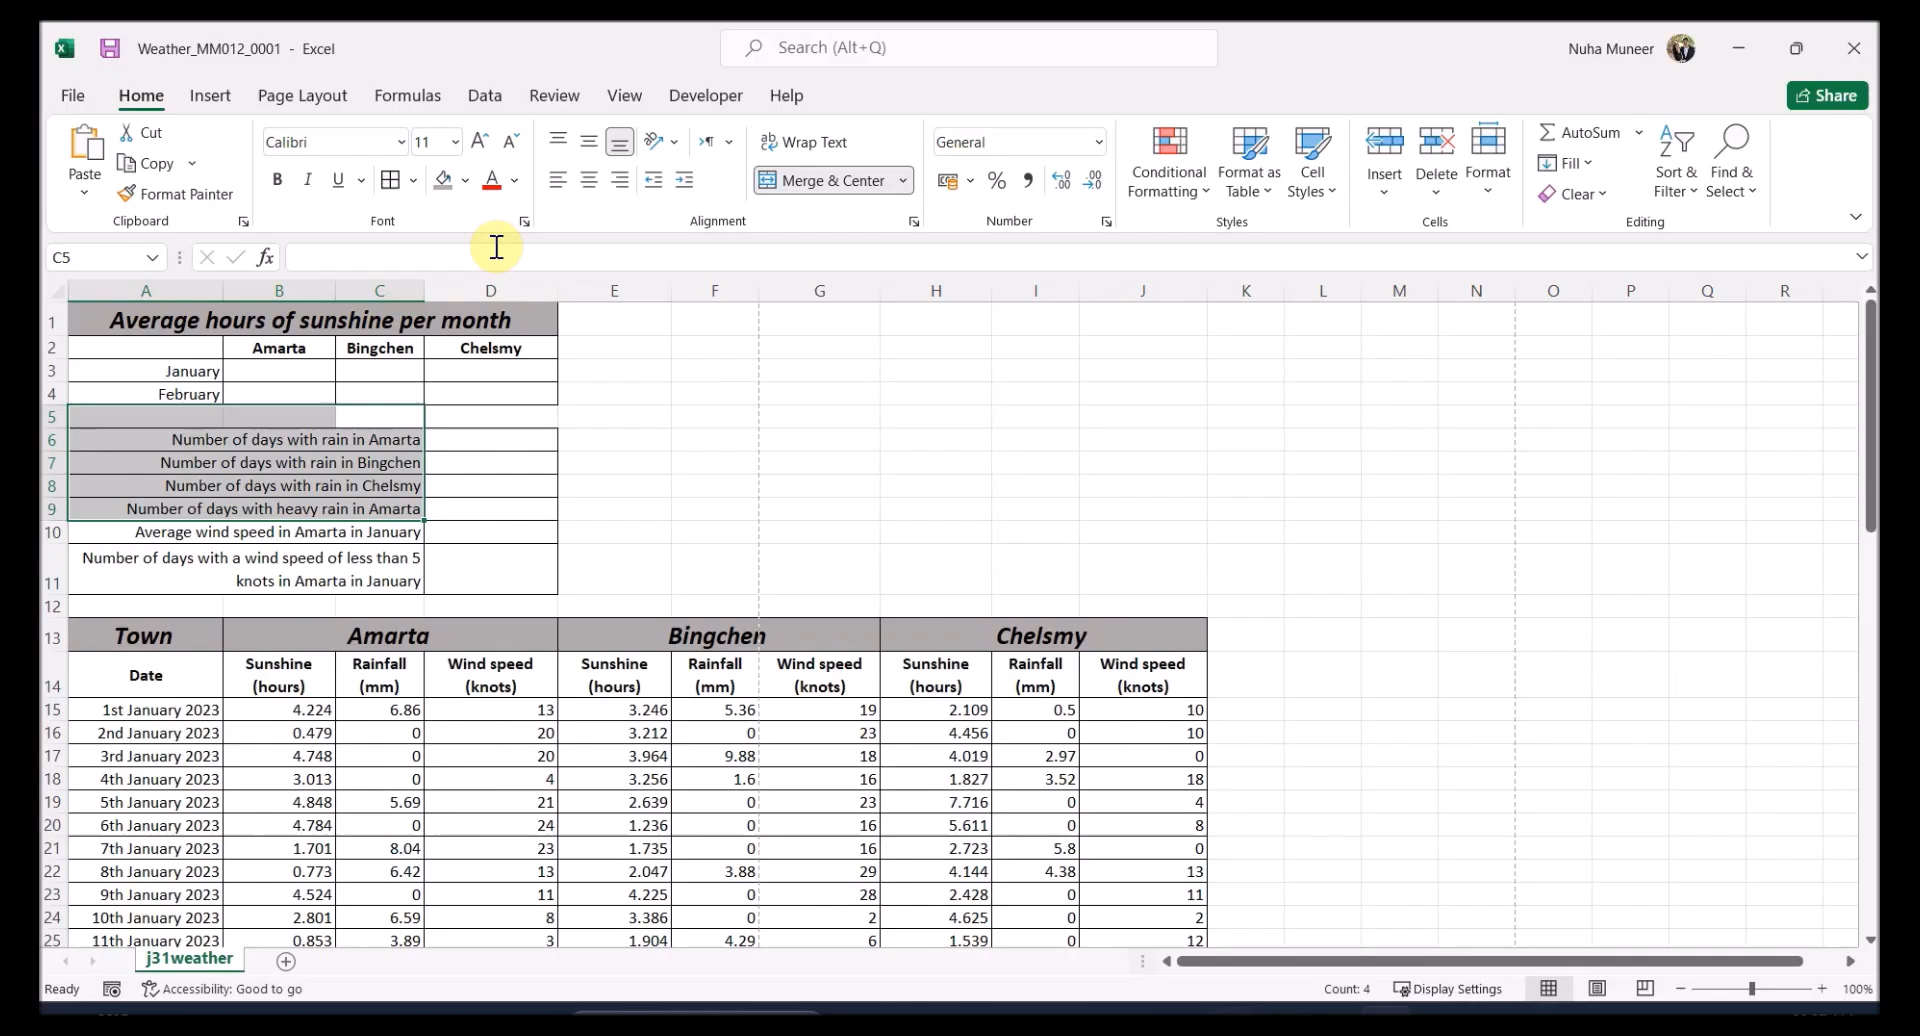 Weather_MM012_0001 - Excel
Search (Alt+Q)
Nuha Muneer
File Home Insert Page Layout Formulas Data Review View Developer Help
Share
Paste
Cut
Copy
Format Painter
Clipboard
Calibri 11
B I U
Font
Wrap Text
Merge & Center
Alignment
General
Number
Conditional
Formatting
Format as
Table
Cell
Styles
Styles
Insert Delete Format
Cells
AutoSum
Fill
Clear
Sort &
Filter
Find &
Select
Editing
C5
fx
A B C D E F G H I J K L M N O P Q R
1 Average hours of sunshine per month
2 Amarta Bingchen Chelsmy
3 January
4 February
5
6 Number of days with rain in Amarta
7 Number of days with rain in Bingchen
8 Number of days with rain in Chelsmy
9 Number of days with heavy rain in Amarta
10 Average wind speed in Amarta in January
Number of days with a wind speed of less than 5
11 knots in Amarta in January
12
13 Town Amarta Bingchen Chelsmy
Date Sunshine Rainfall Wind speed Sunshine Rainfall Wind speed Sunshine Rainfall Wind speed
14 (hours) (mm) (knots) (hours) (mm) (knots) (hours) (mm) (knots)
15 1st January 2023 4.224 6.86 13 3.246 5.36 19 2.109 0.5 10
16 2nd January 2023 0.479 0 20 3.212 0 23 4.456 0 10
17 3rd January 2023 4.748 0 20 3.964 9.88 18 4.019 2.97 0
18 4th January 2023 3.013 0 4 3.256 1.6 16 1.827 3.52 18
19 5th January 2023 4.848 5.69 21 2.639 0 23 7.716 0 4
20 6th January 2023 4.784 0 24 1.236 0 16 5.611 0 8
21 7th January 2023 1.701 8.04 23 1.735 0 16 2.723 5.8 0
22 8th January 2023 0.773 6.42 13 2.047 3.88 29 4.144 4.38 13
23 9th January 2023 4.524 0 11 4.225 0 28 2.428 0 11
24 10th January 2023 2.801 6.59 8 3.386 0 2 4.625 0 2
25 11th January 2023 0.853 3.89 3 1.904 4.29 6 1.539 0 12
j31weather
Ready Accessibility: Good to go Count: 4 Display Settings 100%